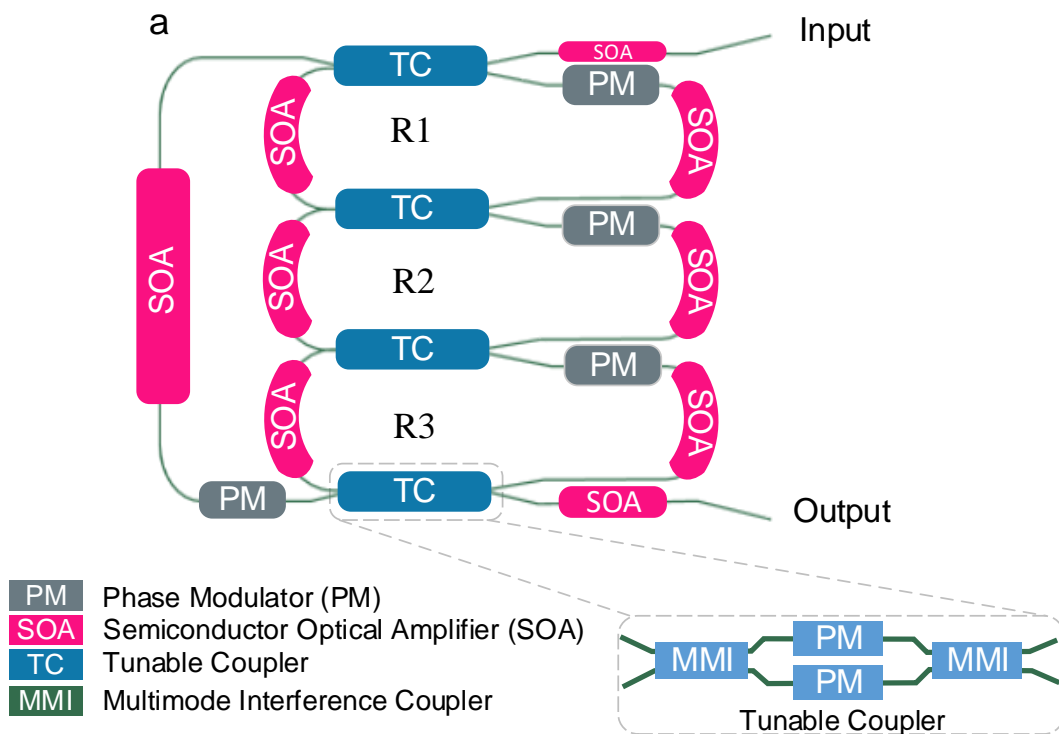 a
Input
TC
SOA
PM
SOA
R1
SOA
SOA
TC
PM
SOA
R2
SOA
TC
PM
SOA
R3
SOA
PM
TC
SOA
Output
PM Phase Modulator (PM)
SOA Semiconductor Optical Amplifier (SOA)
TC Tunable Coupler
MMI Multimode Interference Coupler
MMI
PM
PM
MMI
Tunable Coupler